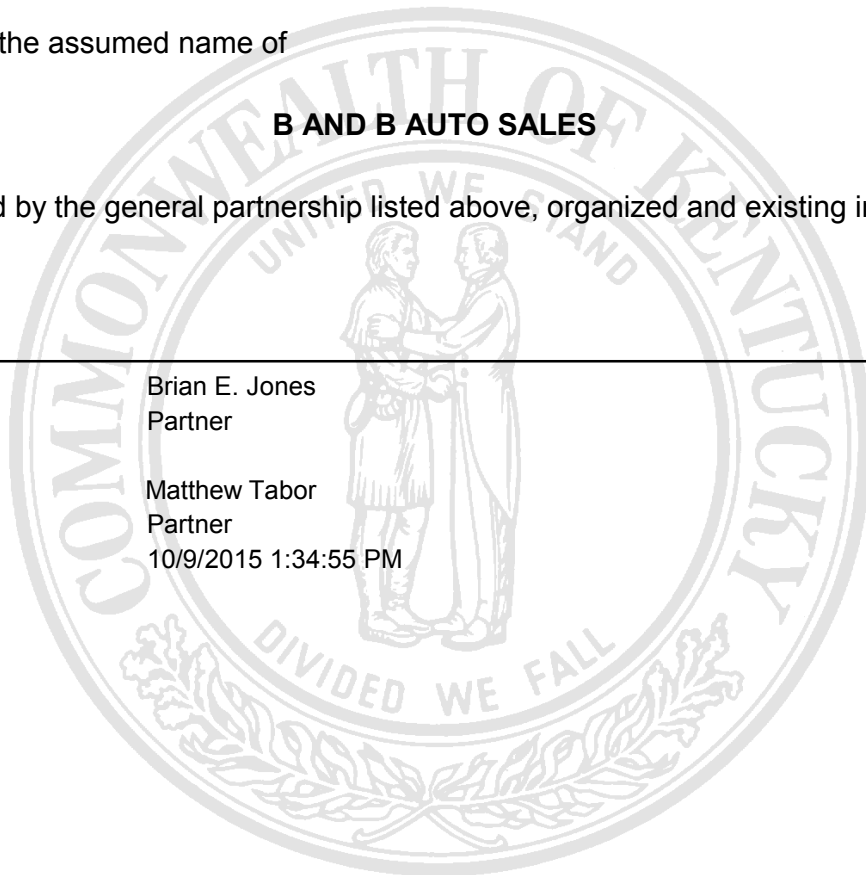 the assumed name of
B AND B AUTO SALES
d by the general partnership listed above, organized and existing i
Brian E. Jones
Partner
Matthew Tabor
Partner
10/9/2015 1:34:55 PM
COMMONWEALTH OF KENTUCKY
UNITED WE STAND
DIVIDED WE FALL